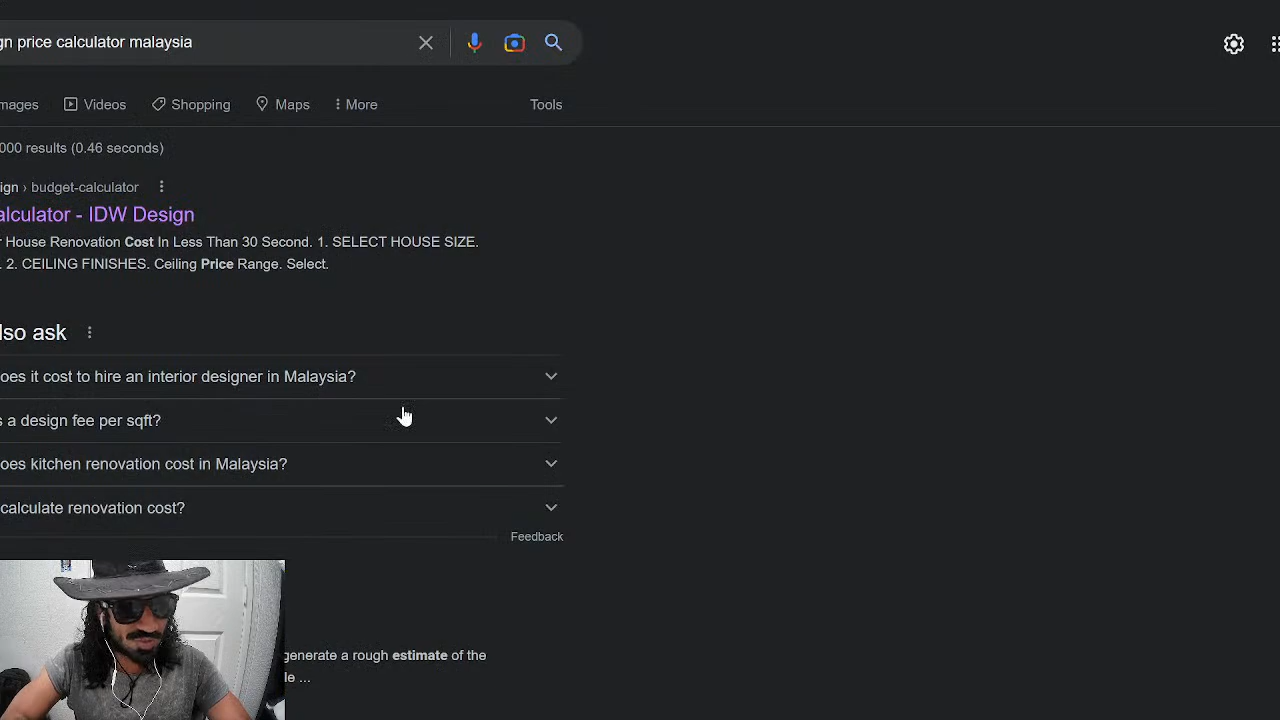 gn price calculator malaysia
mages Videos Shopping Maps More Tools
000 results (0.46 seconds)
ign › budget-calculator
alculator - IDW Design
r House Renovation Cost In Less Than 30 Second. 1. SELECT HOUSE SIZE.
. 2. CEILING FINISHES. Ceiling Price Range. Select.
lso ask
oes it cost to hire an interior designer in Malaysia?
s a design fee per sqft?
oes kitchen renovation cost in Malaysia?
calculate renovation cost?
Feedback
generate a rough estimate of the
le ...